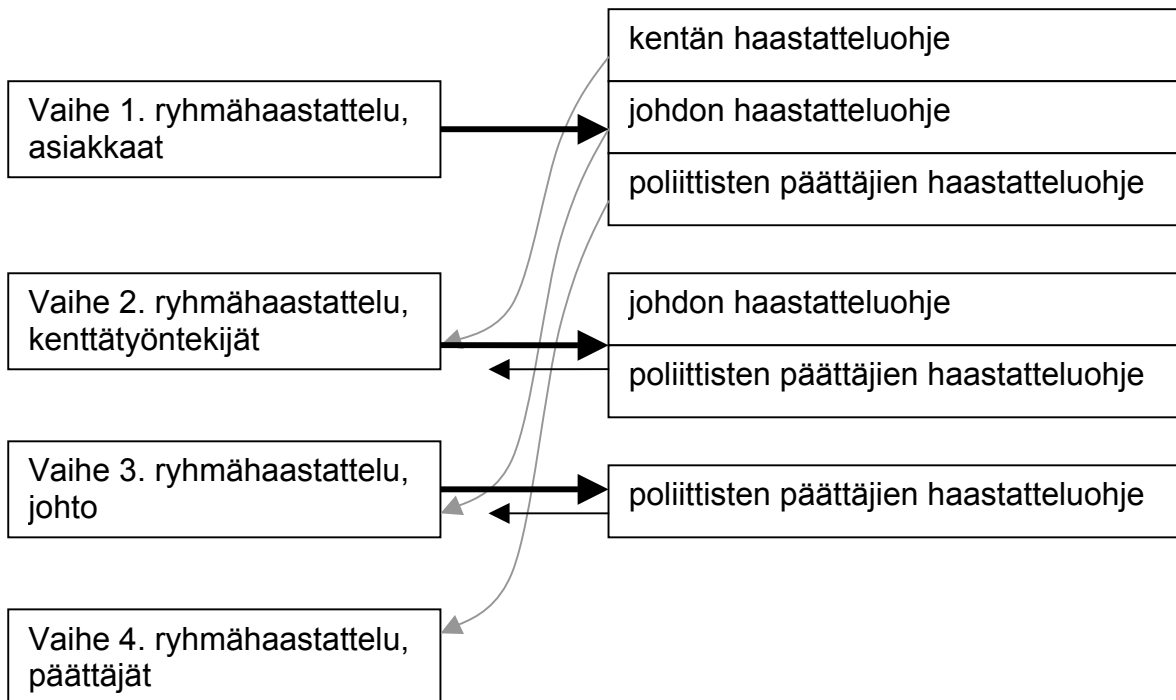 kentän haastatteluohje
Vaihe 1. ryhmähaastattelu,
asiakkaat
johdon haastatteluohje
poliittisten päättäjien haastatteluohje
Vaihe 2. ryhmähaastattelu,
kenttätyöntekijät
johdon haastatteluohje
poliittisten päättäjien haastatteluohje
Vaihe 3. ryhmähaastattelu,
johto
poliittisten päättäjien haastatteluohje
Vaihe 4. ryhmähaastattelu,
päättäjät